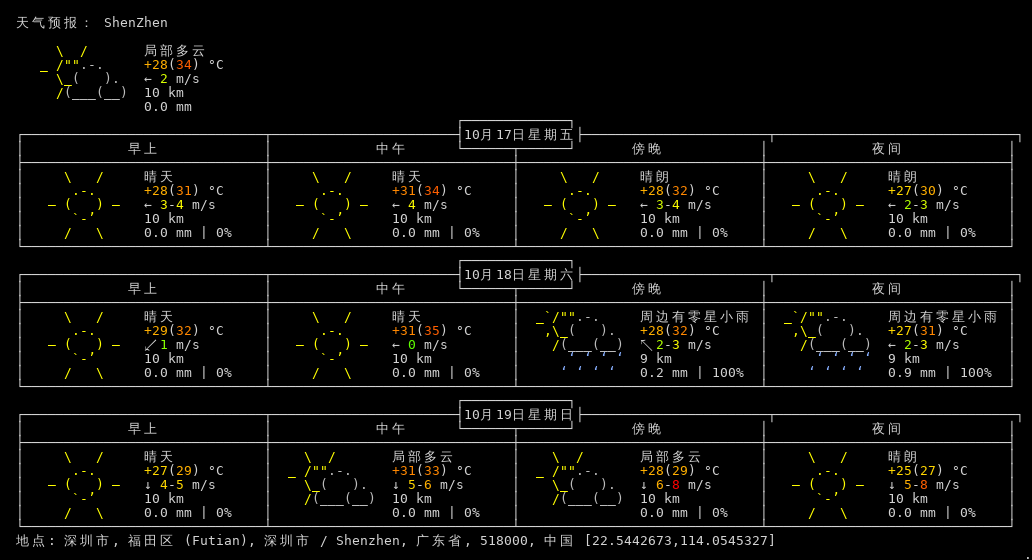 天气预报： ShenZhen
局部多云
+28(34) °C
← 2 m/s
10 km
0.0 mm
10月17日星期五
早上 中午 傍晚 夜间
晴天 晴天 晴朗 晴朗
+28(31) °C +31(34) °C +28(32) °C +27(30) °C
← 3-4 m/s ← 4 m/s ← 3-4 m/s ← 2-3 m/s
10 km 10 km 10 km 10 km
0.0 mm | 0% 0.0 mm | 0% 0.0 mm | 0% 0.0 mm | 0%
10月18日星期六
早上 中午 傍晚 夜间
晴天 晴天 周边有零星小雨 周边有零星小雨
+29(32) °C +31(35) °C +28(32) °C +27(31) °C
↙ 1 m/s ← 0 m/s ↖ 2-3 m/s ← 2-3 m/s
10 km 10 km 9 km 9 km
0.0 mm | 0% 0.0 mm | 0% 0.2 mm | 100% 0.9 mm | 100%
10月19日星期日
早上 中午 傍晚 夜间
晴天 局部多云 局部多云 晴朗
+27(29) °C +31(33) °C +28(29) °C +25(27) °C
↓ 4-5 m/s ↓ 5-6 m/s ↓ 6-8 m/s ↓ 5-8 m/s
10 km 10 km 10 km 10 km
0.0 mm | 0% 0.0 mm | 0% 0.0 mm | 0% 0.0 mm | 0%
地点: 深圳市, 福田区 (Futian), 深圳市 / Shenzhen, 广东省, 518000, 中国 [22.5442673,114.0545327]